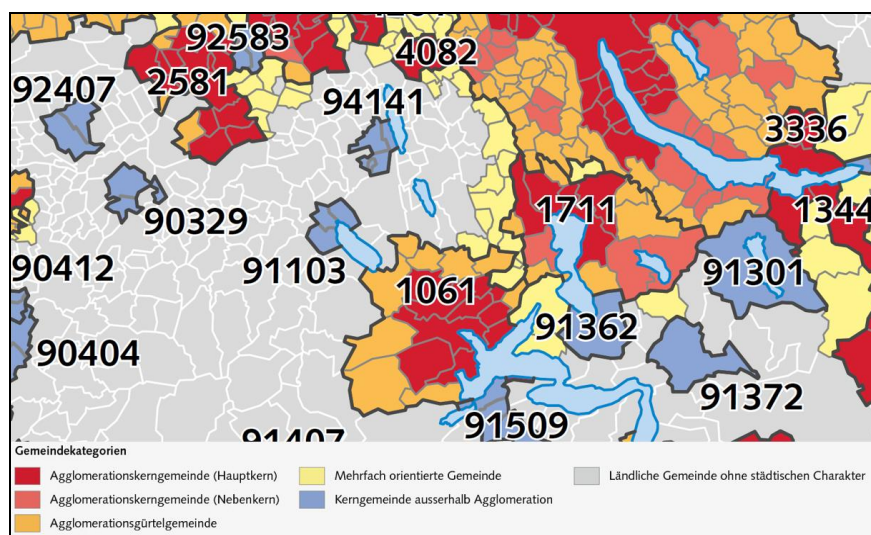 92583
4082
2581
92407
94141
3336
1711
1344
90329
91103
91301
90412
1061
91362
90404
91372
91509
91407
Gemeindekategorien
Agglomerationskerngemeinde (Hauptkern)
Mehrfach orientierte Gemeinde
Ländliche Gemeinde ohne städtischen Charakter
Agglomerationskerngemeinde (Nebenkern)
Kerngemeinde ausserhalb Agglomeration
Agglomerationsgürtelgemeinde